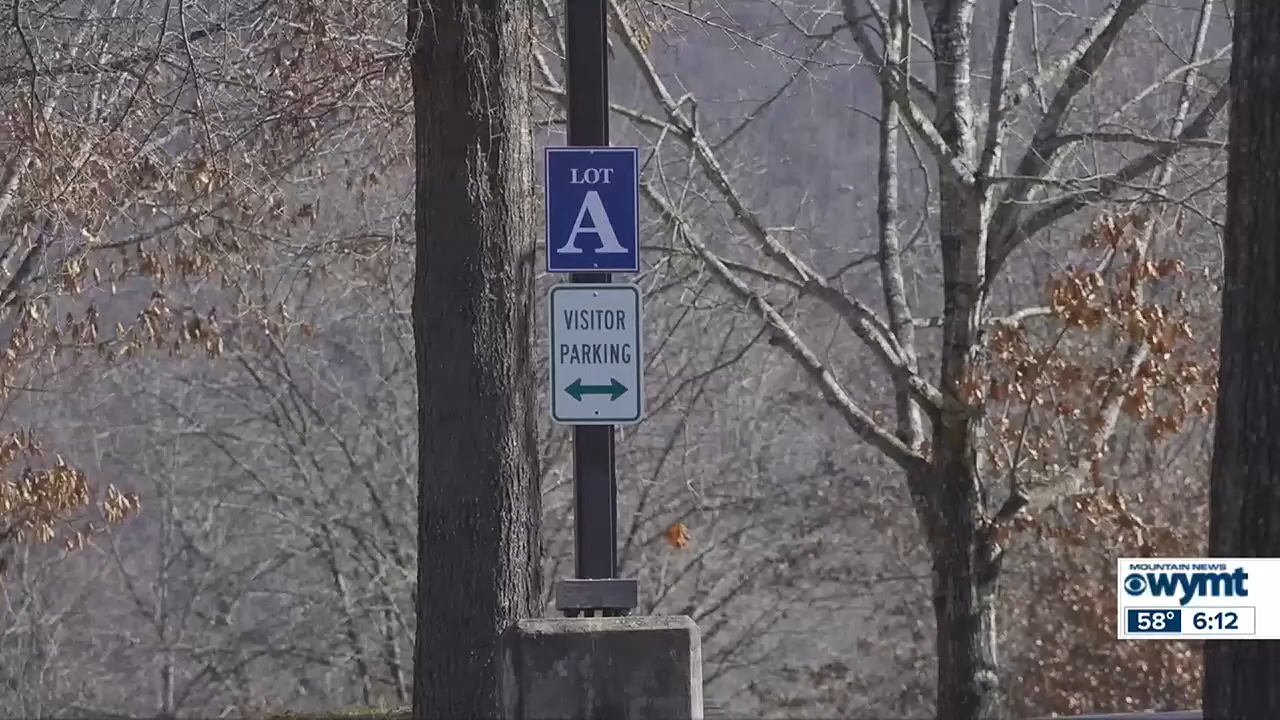 LOT
A
VISITOR
PARKING
MOUNTAIN NEWS
wymt
58° 6:12